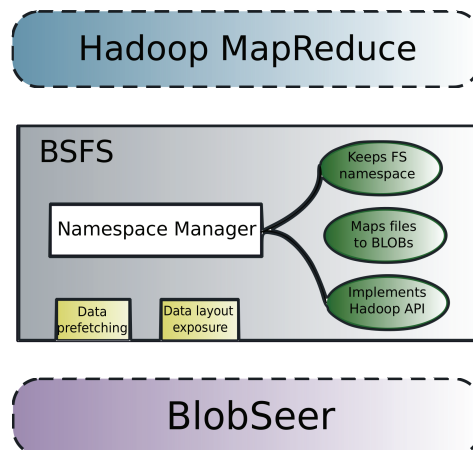 Hadoop MapReduce
BSFS
Keeps FS
namespace
Namespace Manager
Maps files
to BLOBs
Implements
Hadoop API
Data
prefetching
Data layout
exposure
BlobSeer